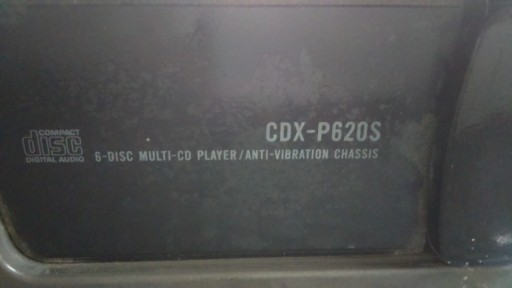 CDX-P620S
COMPACT
disc
DIGITAL AUDIO
6-DISC MULTI-CD PLAYER/ANTI-VIBRATION CHASSIS